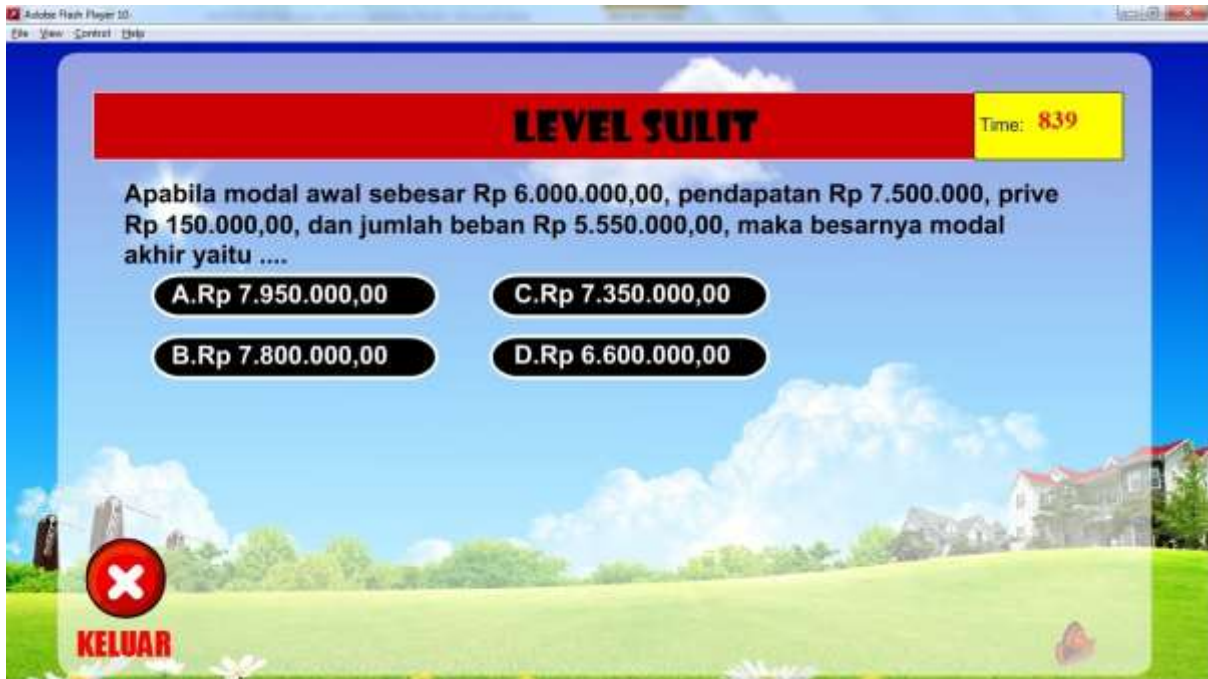 Adobe Flash Player 10
File View Control Help
LEVEL SULIT
Time: 839
Apabila modal awal sebesar Rp 6.000.000,00, pendapatan Rp 7.500.000, prive
Rp 150.000,00, dan jumlah beban Rp 5.550.000,00, maka besarnya modal
akhir yaitu ....
A.Rp 7.950.000,00
C.Rp 7.350.000,00
B.Rp 7.800.000,00
D.Rp 6.600.000,00
KELUAR